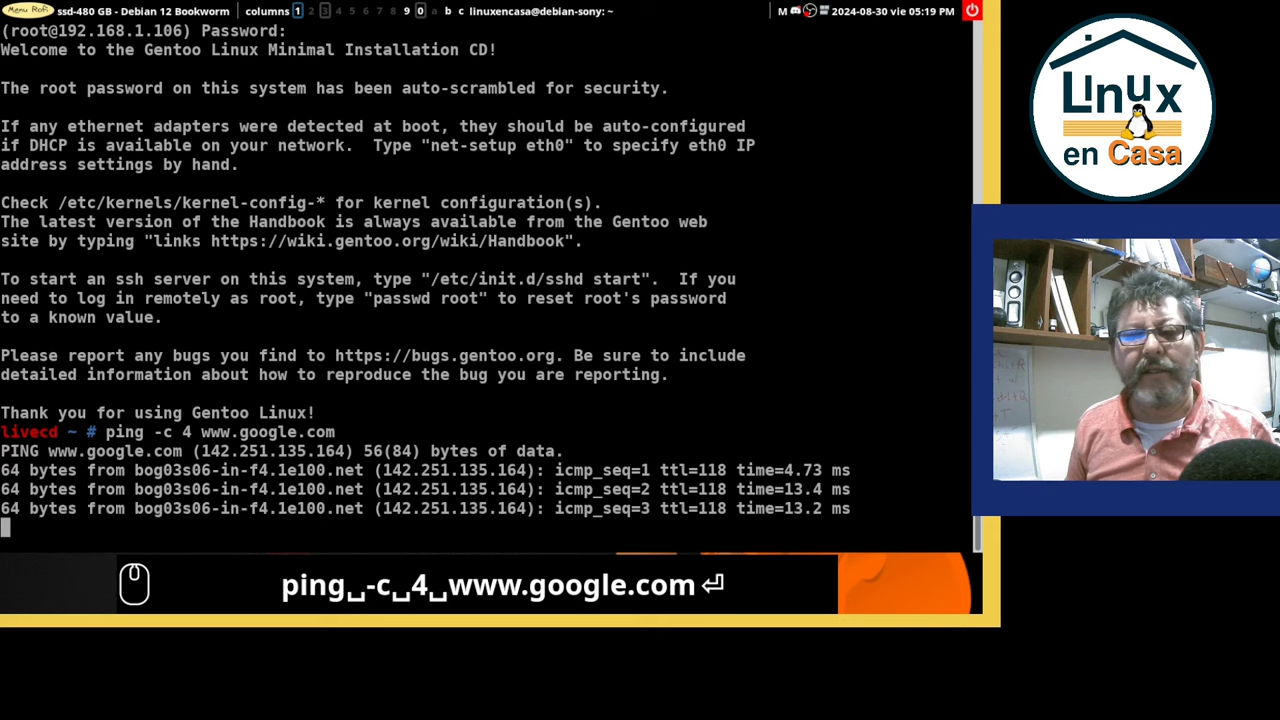 Menu Rofi ssd-480 GB - Debian 12 Bookworm columns 1 2 3 4 5 6 7 8 9 0 a b c linuxencasa@debian-sony: ~ M 2024-08-30 vie 05:19 PM
(root@192.168.1.106) Password:
Welcome to the Gentoo Linux Minimal Installation CD!
The root password on this system has been auto-scrambled for security.
If any ethernet adapters were detected at boot, they should be auto-configured
if DHCP is available on your network.  Type "net-setup eth0" to specify eth0 IP
address settings by hand.
Check /etc/kernels/kernel-config-* for kernel configuration(s).
The latest version of the Handbook is always available from the Gentoo web
site by typing "links https://wiki.gentoo.org/wiki/Handbook".
To start an ssh server on this system, type "/etc/init.d/sshd start".  If you
need to log in remotely as root, type "passwd root" to reset root's password
to a known value.
Please report any bugs you find to https://bugs.gentoo.org. Be sure to include
detailed information about how to reproduce the bug you are reporting.
Thank you for using Gentoo Linux!
livecd ~ # ping -c 4 www.google.com
PING www.google.com (142.251.135.164) 56(84) bytes of data.
64 bytes from bog03s06-in-f4.1e100.net (142.251.135.164): icmp_seq=1 ttl=118 time=4.73 ms
64 bytes from bog03s06-in-f4.1e100.net (142.251.135.164): icmp_seq=2 ttl=118 time=13.4 ms
64 bytes from bog03s06-in-f4.1e100.net (142.251.135.164): icmp_seq=3 ttl=118 time=13.2 ms
ping␣-c␣4␣www.google.com⏎
Linux
en Casa